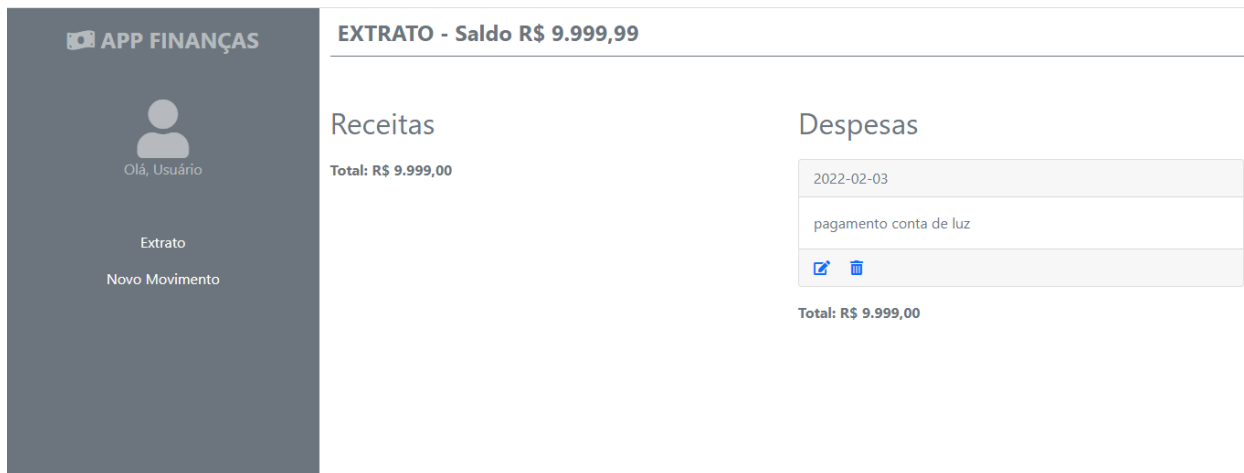 APP FINANÇAS
Olá, Usuário
Extrato
Novo Movimento
EXTRATO - Saldo R$ 9.999,99
Receitas
Total: R$ 9.999,00
Despesas
2022-02-03
pagamento conta de luz
Total: R$ 9.999,00